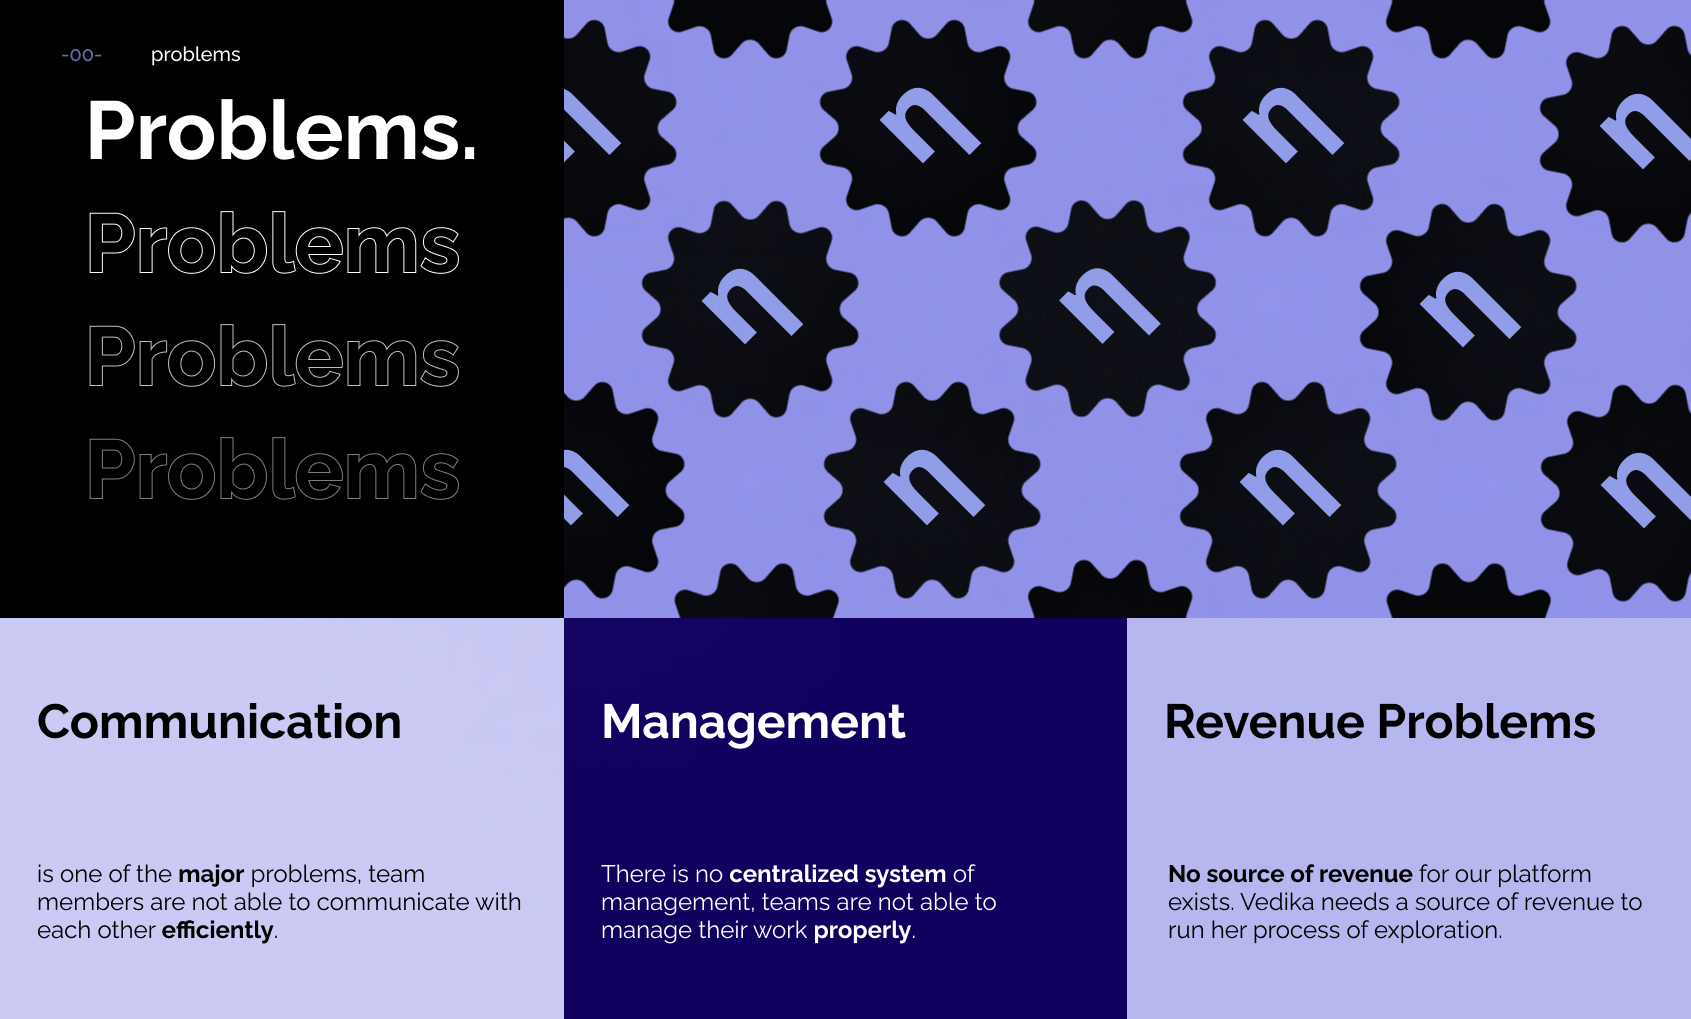 -00- problems
Problems.
Problems
Problems
Problems
n n n n
n n n
n n n n
Communication
is one of the major problems, team
members are not able to communicate with
each other efficiently.
Management
There is no centralized system of
management, teams are not able to
manage their work properly.
Revenue Problems
No source of revenue for our platform
exists. Vedika needs a source of revenue to
run her process of exploration.